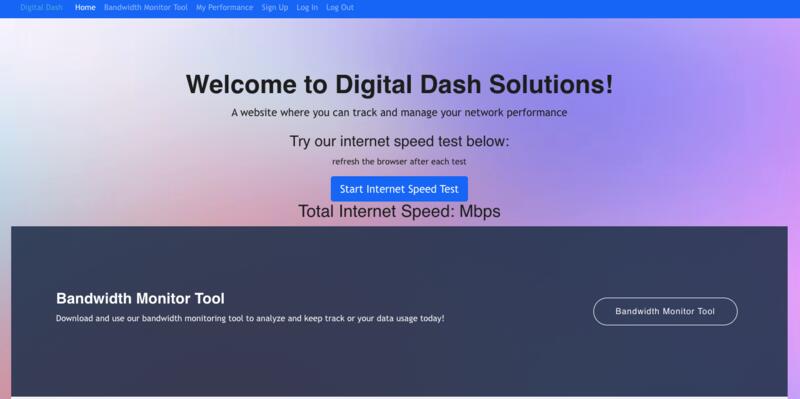 Digital Dash Home Bandwidth Monitor Tool My Performance Sign Up Log In Log Out
Welcome to Digital Dash Solutions!
A website where you can track and manage your network performance
Try our internet speed test below:
refresh the browser after each test
Start Internet Speed Test
Total Internet Speed: Mbps
Bandwidth Monitor Tool
Download and use our bandwidth monitoring tool to analyze and keep track or your data usage today!
Bandwidth Monitor Tool